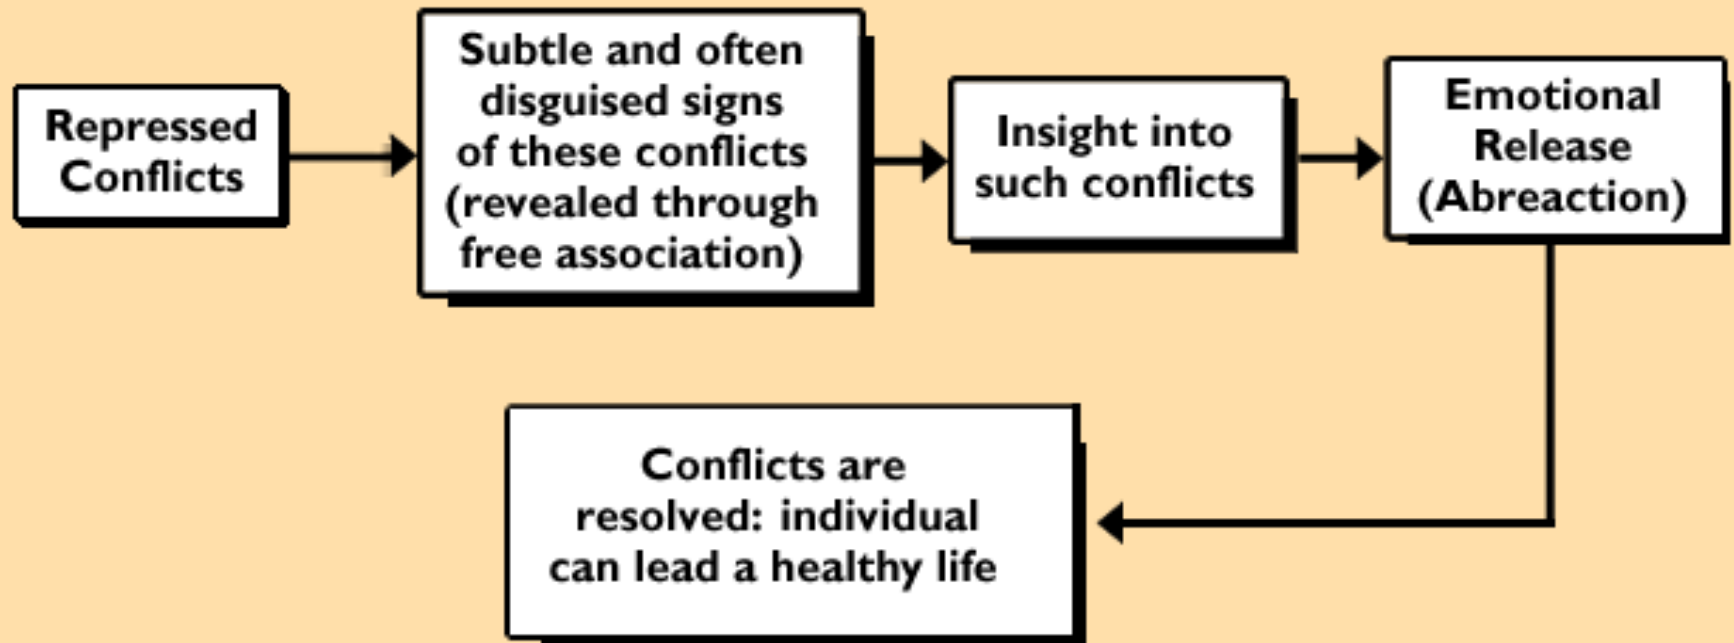 Repressed
Conflicts
Subtle and often
disguised signs
of these conflicts
(revealed through
free association)
Insight into
such conflicts
Emotional
Release
(Abreaction)
Conflicts are
resolved: individual
can lead a healthy life